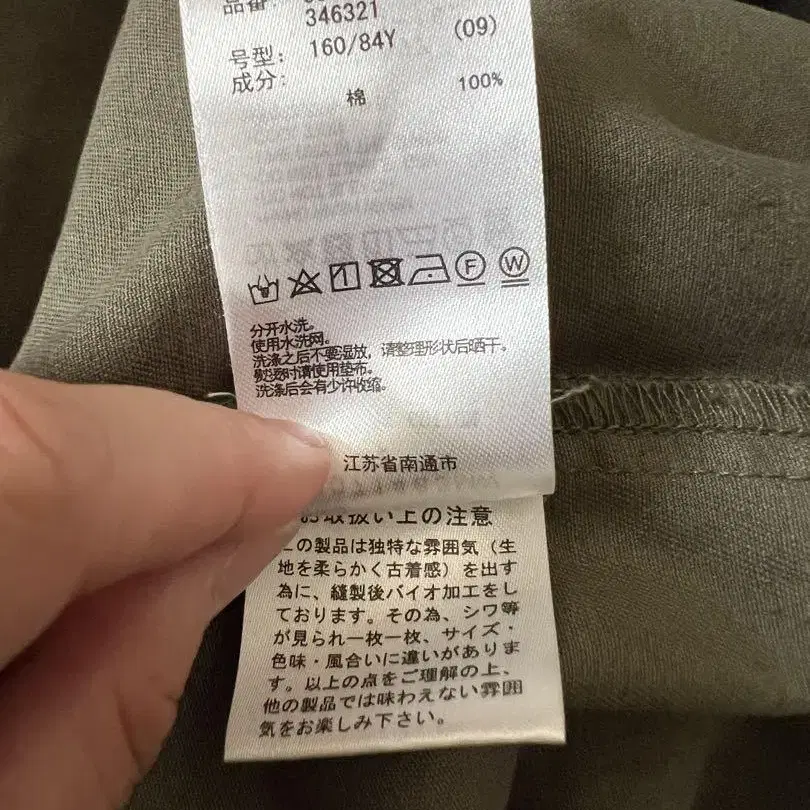 品番:
346321
号型: 160/84Y (09)
成分:
棉 100%
F W
分开水洗。
使用水洗网。
洗涤之后不要湿放，请整理形状后晒干。
熨烫时请使用垫布。
洗涤后会有少许收缩。
江苏省南通市
お取扱い上の注意
この製品は独特な雰囲気（生
地を柔らかく古着感）を出す
為に、縫製後バイオ加工をし
ております。その為、シワ等
が見られ一枚一枚、サイズ・
色味・風合いに違いがありま
す。以上の点をご理解の上、
他の製品では味わえない雰囲
気をお楽しみ下さい。